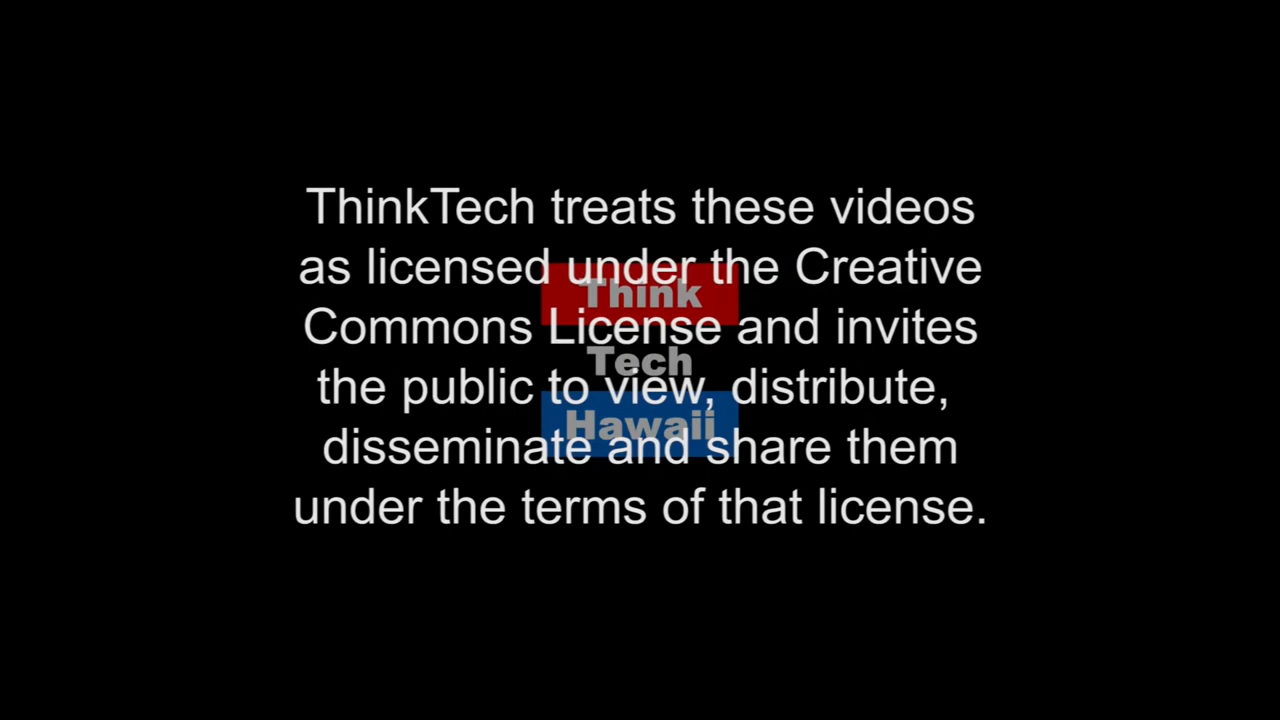 ThinkTech treats these videos
as licensed under the Creative
Think
Commons License and invites
Tech
the public to view, distribute,
Hawaii
disseminate and share them
under the terms of that license.